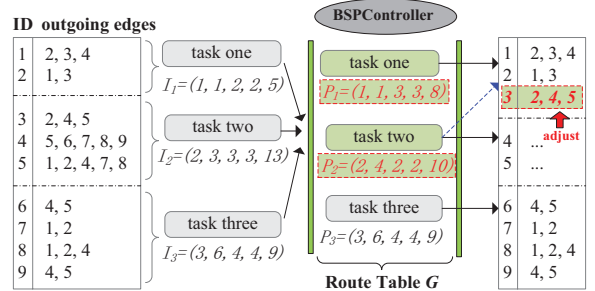 BSPController
ID outgoing edges
1 2, 3, 4
2 1, 3
3 2, 4, 5
4 5, 6, 7, 8, 9
5 1, 2, 4, 7, 8
6 4, 5
7 1, 2
8 1, 2, 4
9 4, 5
task one
I₁=(1, 1, 2, 2, 5)
task two
I₂=(2, 3, 3, 3, 13)
task three
I₃=(3, 6, 4, 4, 9)
task one
P₁=(1, 1, 3, 3, 8)
task two
P₂=(2, 4, 2, 2, 10)
task three
P₃=(3, 6, 4, 4, 9)
Route Table G
1 2, 3, 4
2 1, 3
3 2, 4, 5
adjust
4 ...
5 ...
6 4, 5
7 1, 2
8 1, 2, 4
9 4, 5